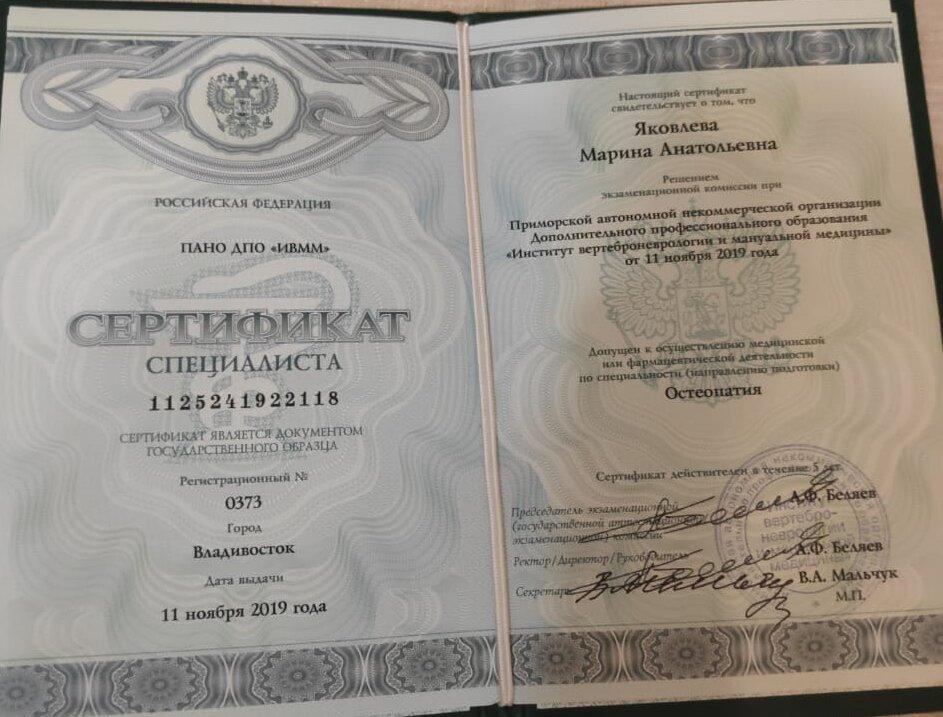 РОССИЙСКАЯ ФЕДЕРАЦИЯ
ПАНО ДПО «ИВММ»
СЕРТИФИКАТ
СПЕЦИАЛИСТА
1125241922118
СЕРТИФИКАТ ЯВЛЯЕТСЯ ДОКУМЕНТОМ
ГОСУДАРСТВЕННОГО ОБРАЗЦА
Регистрационный №
0373
Город
Владивосток
Дата выдачи
11 ноября 2019 года
Настоящий сертификат
свидетельствует о том, что
Яковлева
Марина Анатольевна
Решением
экзаменационной комиссии при
Приморской автономной некоммерческой организации
Дополнительного профессионального образования
«Институт вертеброневрологии и мануальной медицины»
от 11 ноября 2019 года
Допущен к осуществлению медицинской
или фармацевтической деятельности
по специальности (направлению подготовки)
Остеопатия
Сертификат действителен в течение 5 лет
Председатель экзаменационной
(государственной аттестационной
экзаменационной) комиссии
А.Ф. Беляев
Ректор/Директор/Руководитель
А.Ф. Беляев
Секретарь
В.А. Мальчук
М.П.
вертебро-
неврологии
медицины